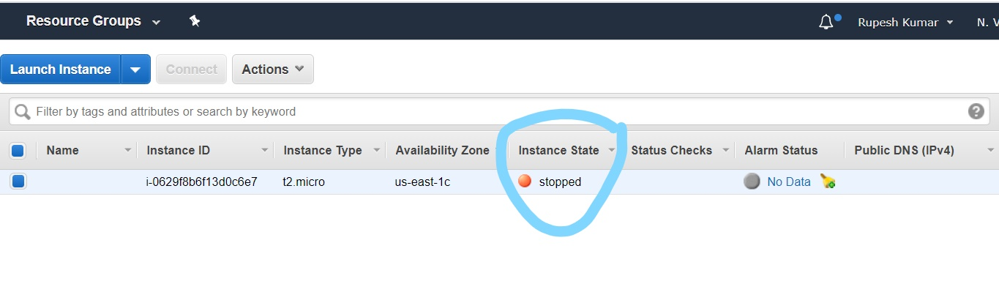 Resource Groups Rupesh Kumar N. V
Launch Instance Connect Actions
Filter by tags and attributes or search by keyword ?
Name Instance ID Instance Type Availability Zone Instance State Status Checks Alarm Status Public DNS (IPv4)
i-0629f8b6f13d0c6e7 t2.micro us-east-1c stopped No Data